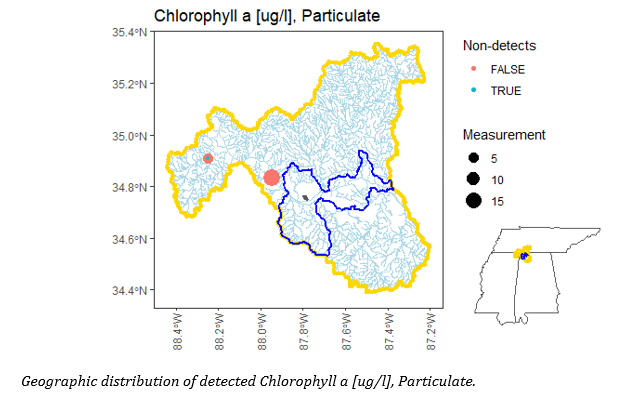 Chlorophyll a [ug/l], Particulate
35.4°N
35.2°N
35.0°N
34.8°N
34.6°N
34.4°N
88.4°W
88.2°W
88.0°W
87.8°W
87.6°W
87.4°W
87.2°W
Non-detects
FALSE
TRUE
Measurement
5
10
15
Geographic distribution of detected Chlorophyll a [ug/l], Particulate.